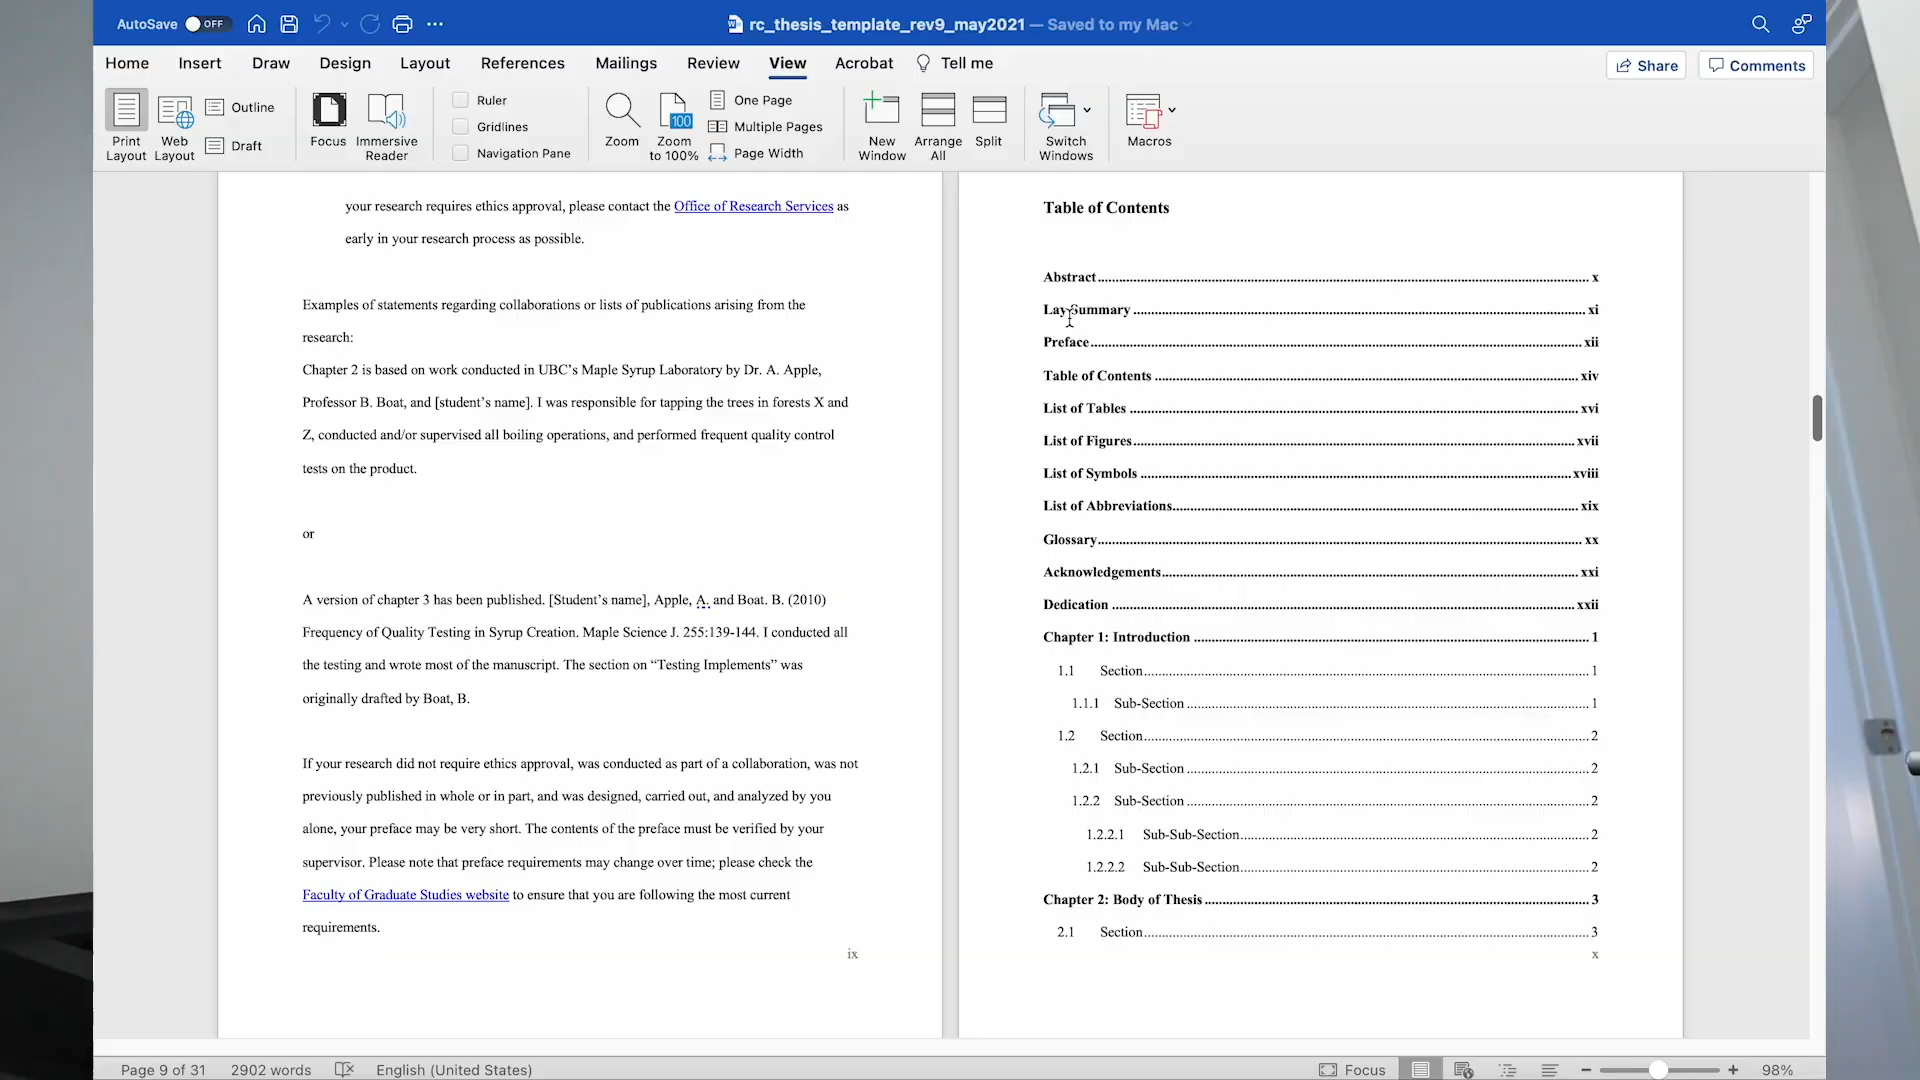 AutoSave OFF
rc_thesis_template_rev9_may2021 — Saved to my Mac
Home Insert Draw Design Layout References Mailings Review View Acrobat Tell me
Share Comments
Print Layout
Web Layout
Outline
Draft
Focus
Immersive Reader
Ruler
Gridlines
Navigation Pane
Zoom
100
Zoom to 100%
One Page
Multiple Pages
Page Width
New Window
Arrange All
Split
Switch Windows
Macros
your research requires ethics approval, please contact the Office of Research Services as
early in your research process as possible.
Examples of statements regarding collaborations or lists of publications arising from the
research:
Chapter 2 is based on work conducted in UBC’s Maple Syrup Laboratory by Dr. A. Apple,
Professor B. Boat, and [student’s name]. I was responsible for tapping the trees in forests X and
Z, conducted and/or supervised all boiling operations, and performed frequent quality control
tests on the product.
or
A version of chapter 3 has been published. [Student’s name], Apple, A. and Boat. B. (2010)
Frequency of Quality Testing in Syrup Creation. Maple Science J. 255:139-144. I conducted all
the testing and wrote most of the manuscript. The section on “Testing Implements” was
originally drafted by Boat, B.
If your research did not require ethics approval, was conducted as part of a collaboration, was not
previously published in whole or in part, and was designed, carried out, and analyzed by you
alone, your preface may be very short. The contents of the preface must be verified by your
supervisor. Please note that preface requirements may change over time; please check the
Faculty of Graduate Studies website to ensure that you are following the most current
requirements.
ix
Table of Contents
Abstract x
Lay Summary xi
Preface xii
Table of Contents xiv
List of Tables xvi
List of Figures xvii
List of Symbols xviii
List of Abbreviations xix
Glossary xx
Acknowledgements xxi
Dedication xxii
Chapter 1: Introduction 1
1.1 Section 1
1.1.1 Sub-Section 1
1.2 Section 2
1.2.1 Sub-Section 2
1.2.2 Sub-Section 2
1.2.2.1 Sub-Sub-Section 2
1.2.2.2 Sub-Sub-Section 2
Chapter 2: Body of Thesis 3
2.1 Section 3
x
Page 9 of 31 2902 words English (United States) Focus 98%